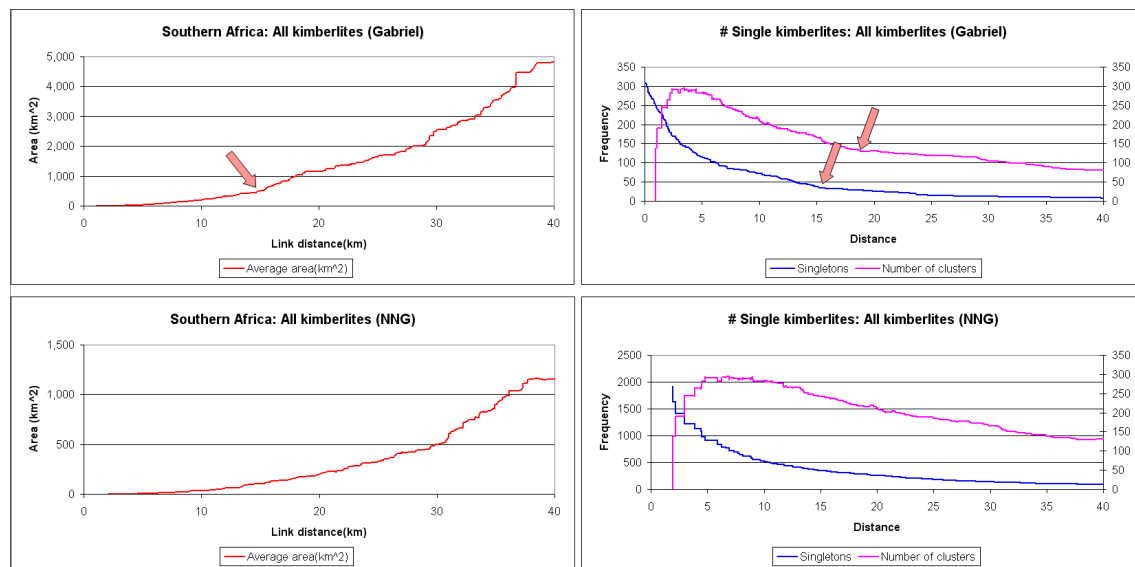 Southern Africa: All kimberlites (Gabriel)
5,000
4,000
3,000
2,000
1,000
0
Area (km^2)
0 10 20 30 40
Link distance(km)
Average area(km^2)
# Single kimberlites: All kimberlites (Gabriel)
350 350
300 300
250 250
200 200
150 150
100 100
50 50
0 0
Frequency
0 5 10 15 20 25 30 35 40
Distance
Singletons Number of clusters
Southern Africa: All kimberlites (NNG)
1,500
1,000
500
0
Area (km^2)
0 10 20 30 40
Link distance(km)
Average area(km^2)
# Single kimberlites: All kimberlites (NNG)
2500
2000
1500
1000
500
0
Frequency
350
300
250
200
150
100
50
0
0 5 10 15 20 25 30 35 40
Distance
Singletons Number of clusters